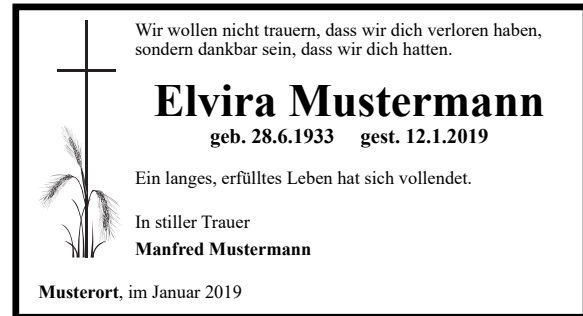 Wir wollen nicht trauern, dass wir dich verloren haben,
sondern dankbar sein, dass wir dich hatten.
Elvira Mustermann
geb. 28.6.1933 gest. 12.1.2019
Ein langes, erfülltes Leben hat sich vollendet.
In stiller Trauer
Manfred Mustermann
Musterort, im Januar 2019